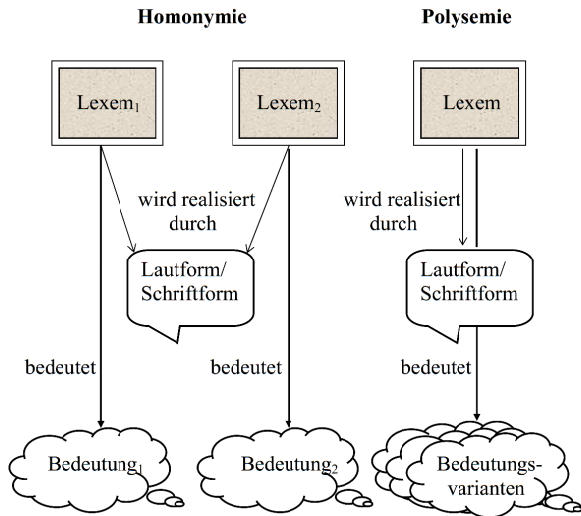 Homonymie
Polysemie
Lexem₁
Lexem₂
Lexem
wird realisiert
durch
wird realisiert
durch
Lautform/
Schriftform
Lautform/
Schriftform
bedeutet
bedeutet
bedeutet
Bedeutung₁
Bedeutung₂
Bedeutungs-
varianten